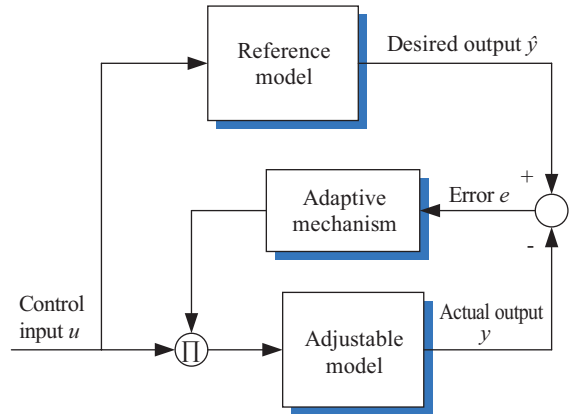 Reference
model
Desired output ŷ
+
Adaptive
mechanism
Error e
-
Control
input u
∏
Adjustable
model
Actual output
y